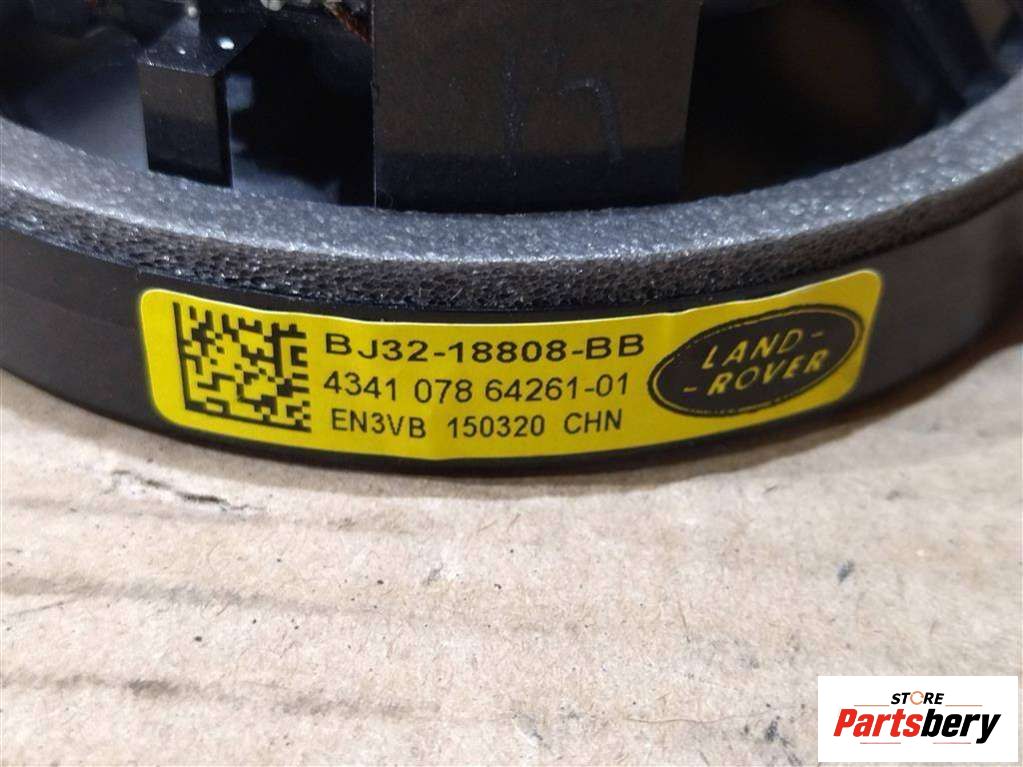 BJ32-18808-BB
4341 078 64261-01
EN3VB 150320 CHN
LAND-
-ROVER
STORE
Partsbery